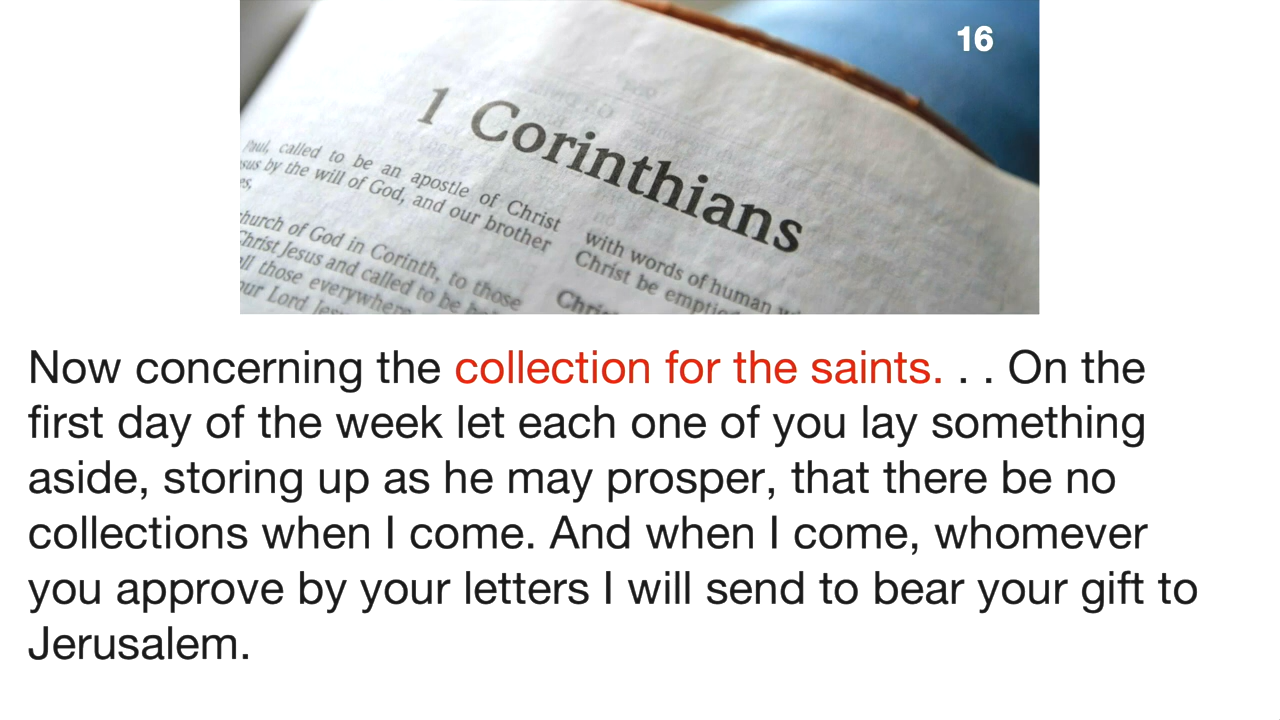 16
1 Corinthians
Paul, called to be an apostle of Christ
by the will of God, and our brother
church of God in Corinth, to those
Christ Jesus and called to be
those everywhere
Lord
with words of human
Christ be
Now concerning the collection for the saints. . . On the
first day of the week let each one of you lay something
aside, storing up as he may prosper, that there be no
collections when I come. And when I come, whomever
you approve by your letters I will send to bear your gift to
Jerusalem.